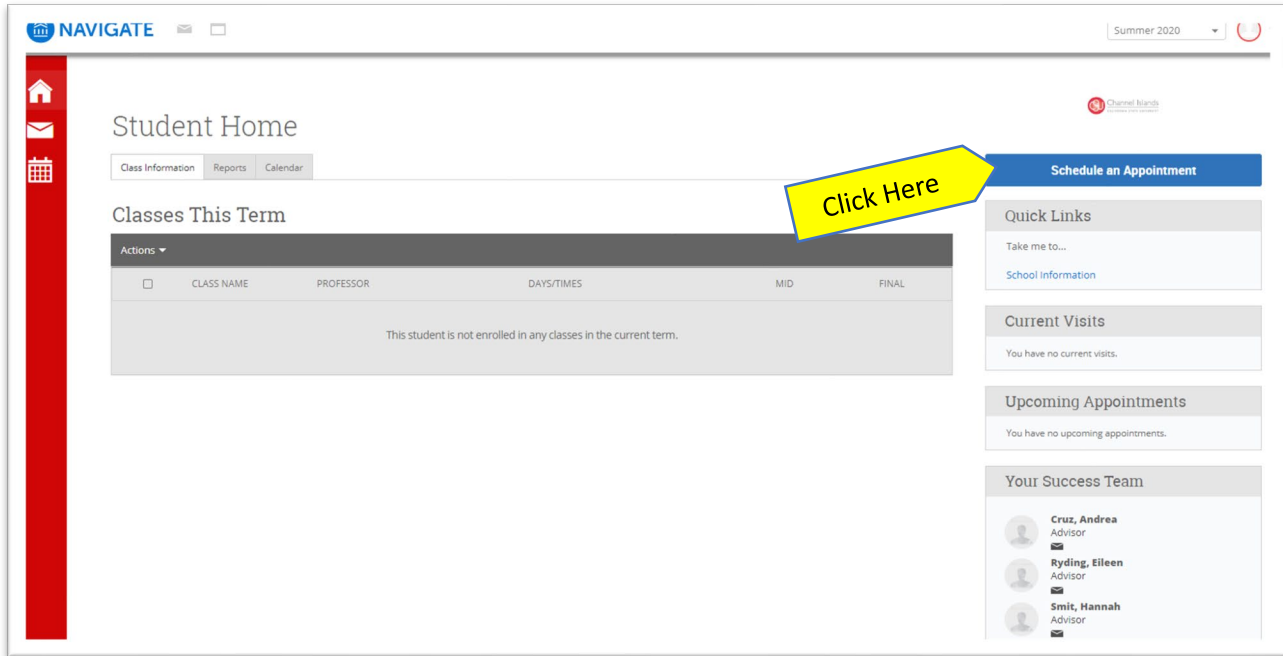 NAVIGATE
Summer 2020
Channel Islands
Student Home
Class Information Reports Calendar
Click Here
Schedule an Appointment
Classes This Term
Actions
CLASS NAME PROFESSOR DAYS/TIMES MID FINAL
This student is not enrolled in any classes in the current term.
Quick Links
Take me to...
School Information
Current Visits
You have no current visits.
Upcoming Appointments
You have no upcoming appointments.
Your Success Team
Cruz, Andrea
Advisor
Ryding, Eileen
Advisor
Smit, Hannah
Advisor